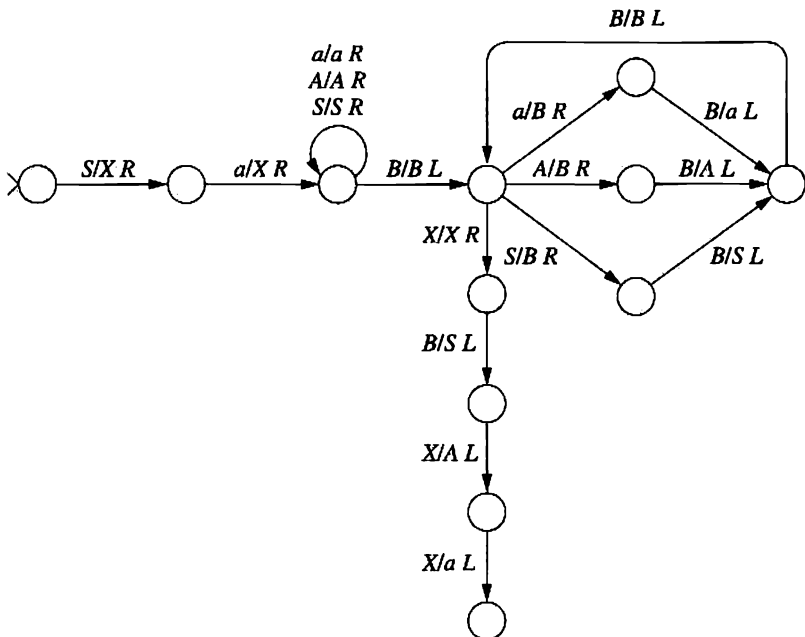 B/B L
a/a R
A/A R
S/S R
a/B R
B/a L
S/X R
a/X R
B/B L
A/B R
B/Λ L
X/X R
S/B R
B/S L
B/S L
X/Λ L
X/a L